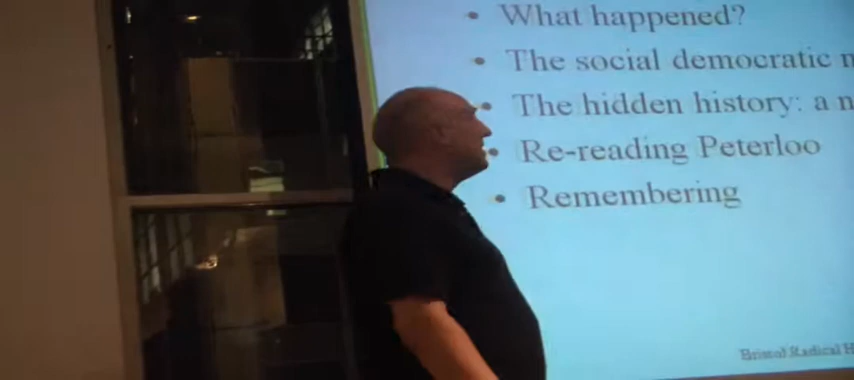 • What happened?
• The social democratic
• The hidden history: a
• Re-reading Peterloo
• Remembering
Bristol Radical H